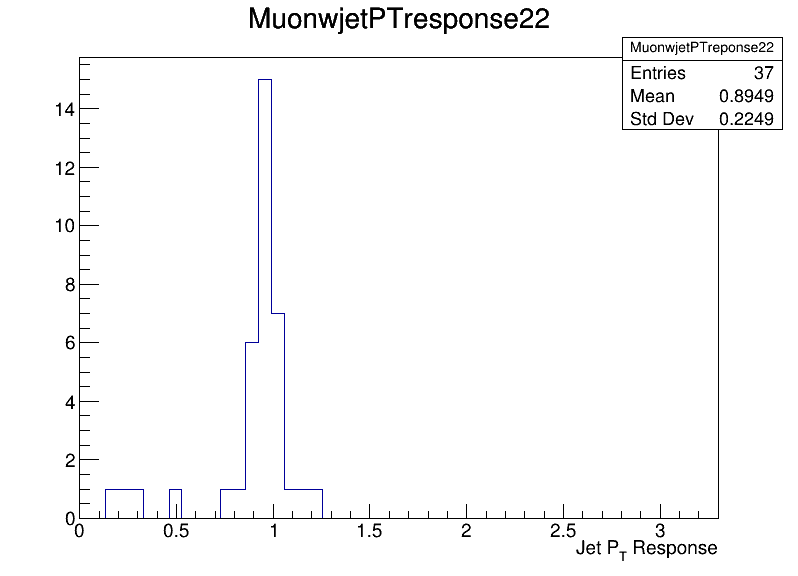 MuonwjetPTresponse22
MuonwjetPTreponse22
Entries 37
Mean 0.8949
Std Dev 0.2249
14
12
10
8
6
4
2
0
0 0.5 1 1.5 2 2.5 3
Jet PT Response